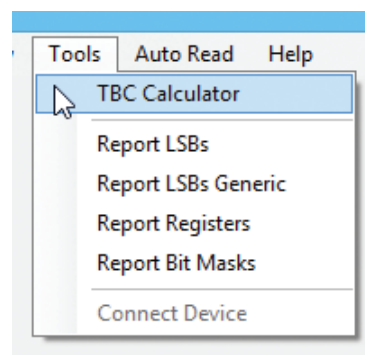 Tools Auto Read Help
TBC Calculator
Report LSBs
Report LSBs Generic
Report Registers
Report Bit Masks
Connect Device